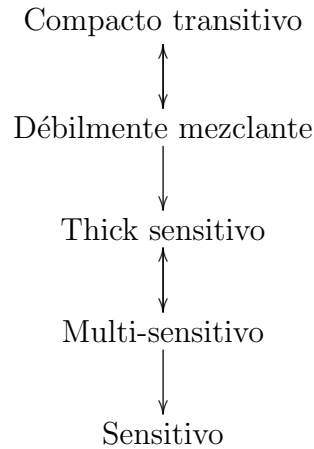 Compacto transitivo
Débilmente mezclante
Thick sensitivo
Multi-sensitivo
Sensitivo